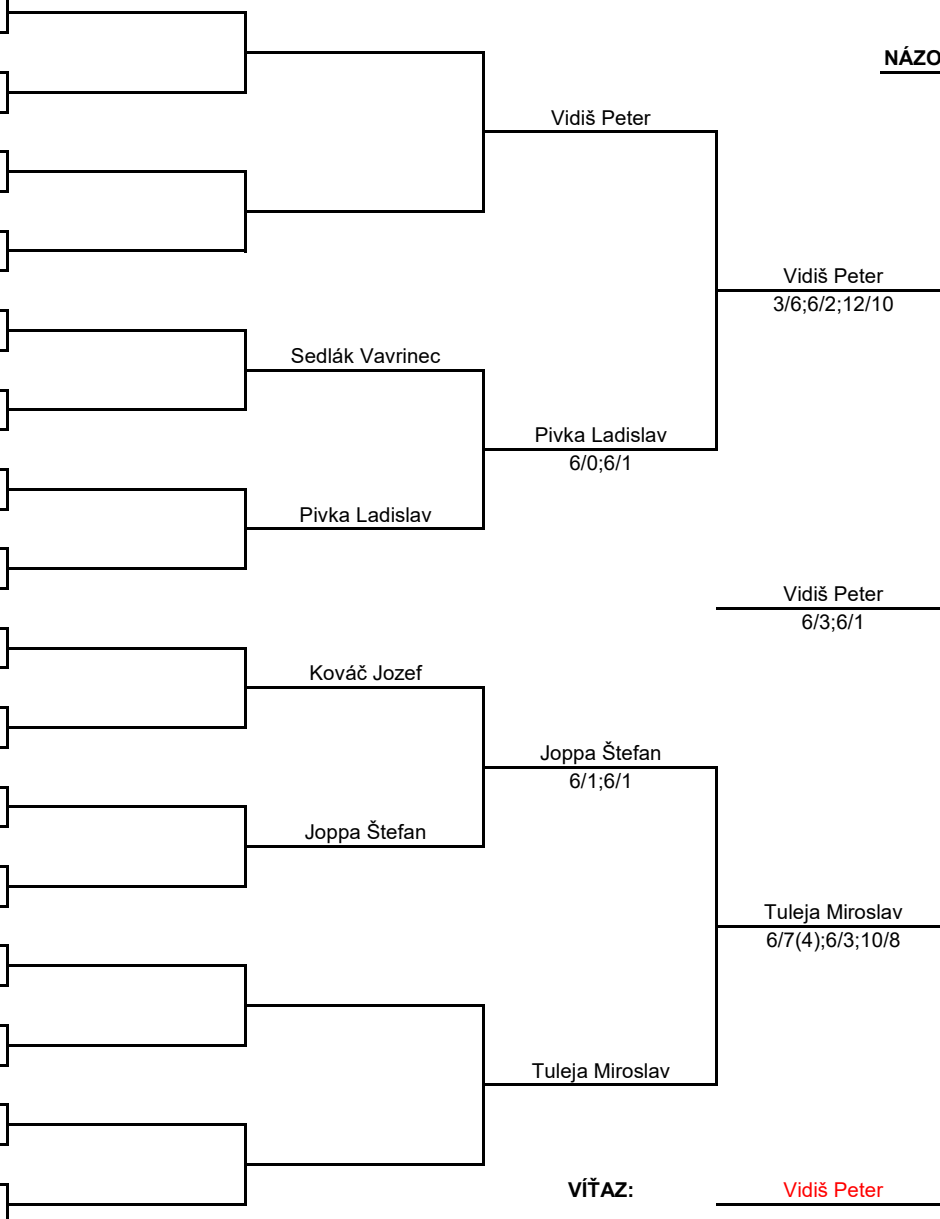 NÁZO
Vidiš Peter
Vidiš Peter
3/6;6/2;12/10
Sedlák Vavrinec
Pivka Ladislav
6/0;6/1
Pivka Ladislav
Vidiš Peter
6/3;6/1
Kováč Jozef
Joppa Štefan
6/1;6/1
Joppa Štefan
Tuleja Miroslav
6/7(4);6/3;10/8
Tuleja Miroslav
VÍŤAZ: Vidiš Peter